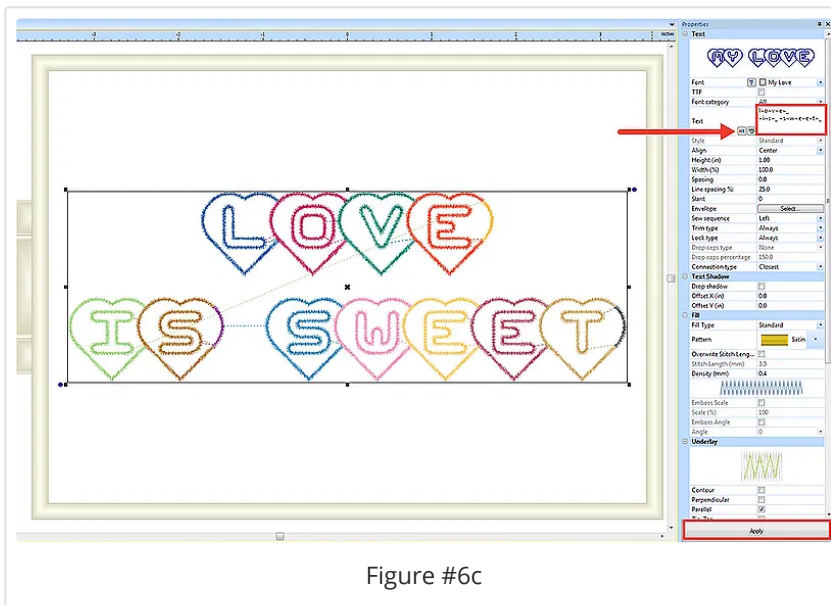 Properties
Text
MY LOVE
Font ? My Love
TTF
Font category All
Text l~o~v~e~_
~i~s~_ ~s~w~e~e~t~_
Style Standard
Align Center
Height (in) 1.00
Width (%) 100.0
Spacing 0.0
Line spacing % 25.0
Slant 0
Envelope Select...
Sew sequence Left
Trim type Always
Lock type Always
Drop-caps type None
Drop-caps percentage 150.0
Connection type Closest
Text Shadow
Drop shadow
Offset X (in) 0.0
Offset Y (in) 0.0
Fill
Fill Type Standard
Pattern Satin
Overwrite Stitch Leng...
Stitch Length (mm) 3.5
Density (mm) 0.4
Emboss Scale
Scale (%) 100
Emboss Angle
Angle 0
Underlay
Contour
Perpendicular
Parallel
Apply
LOVE
IS SWEET
Figure #6c